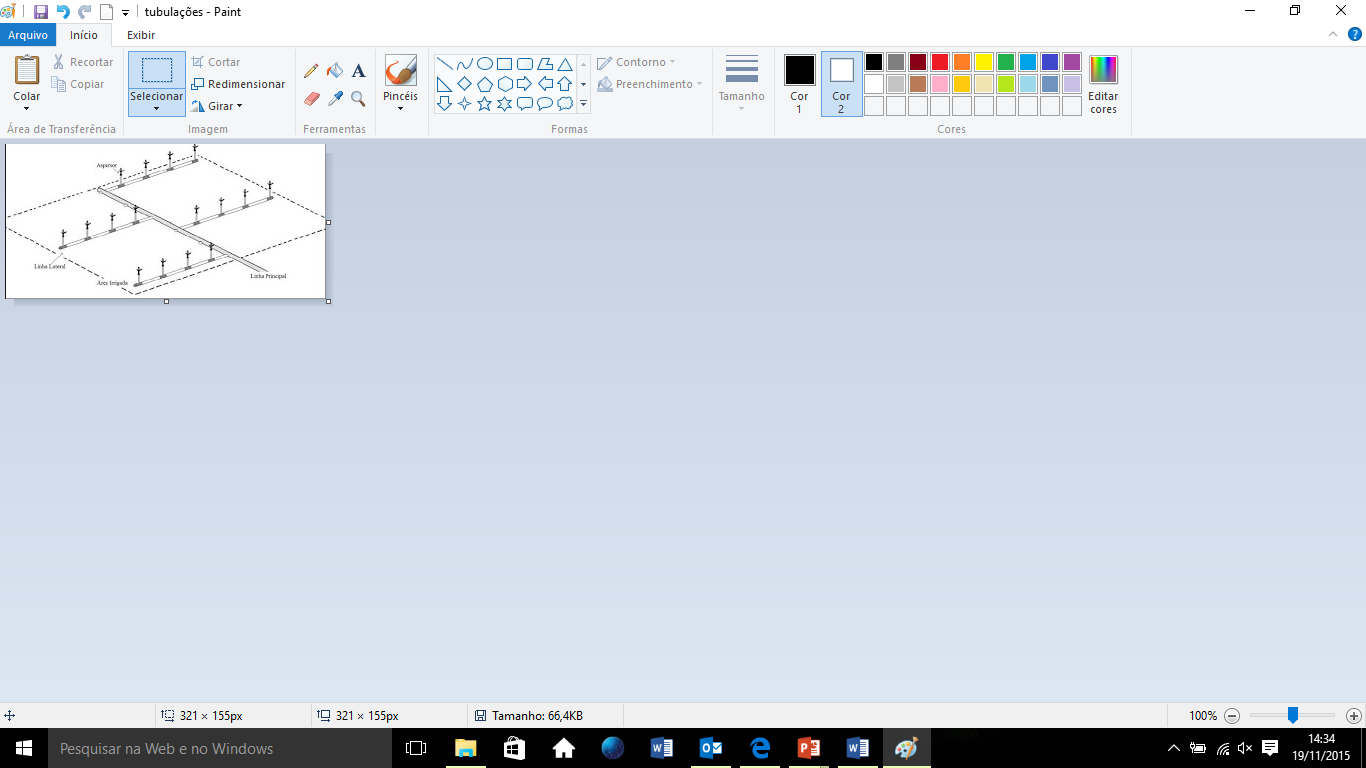 tubulações - Paint
Arquivo Início Exibir
Colar
Recortar
Copiar
Área de Transferência
Selecionar
Cortar
Redimensionar
Girar
Imagem
A
Ferramentas
Pincéis
Contorno
Preenchimento
Formas
Tamanho
Cor 1
Cor 2
Editar cores
Cores
Aspersor
Linha Lateral
Área Irrigada
Linha Principal
321 × 155px 321 × 155px Tamanho: 66,4KB 100%
Pesquisar na Web e no Windows
14:34
19/11/2015